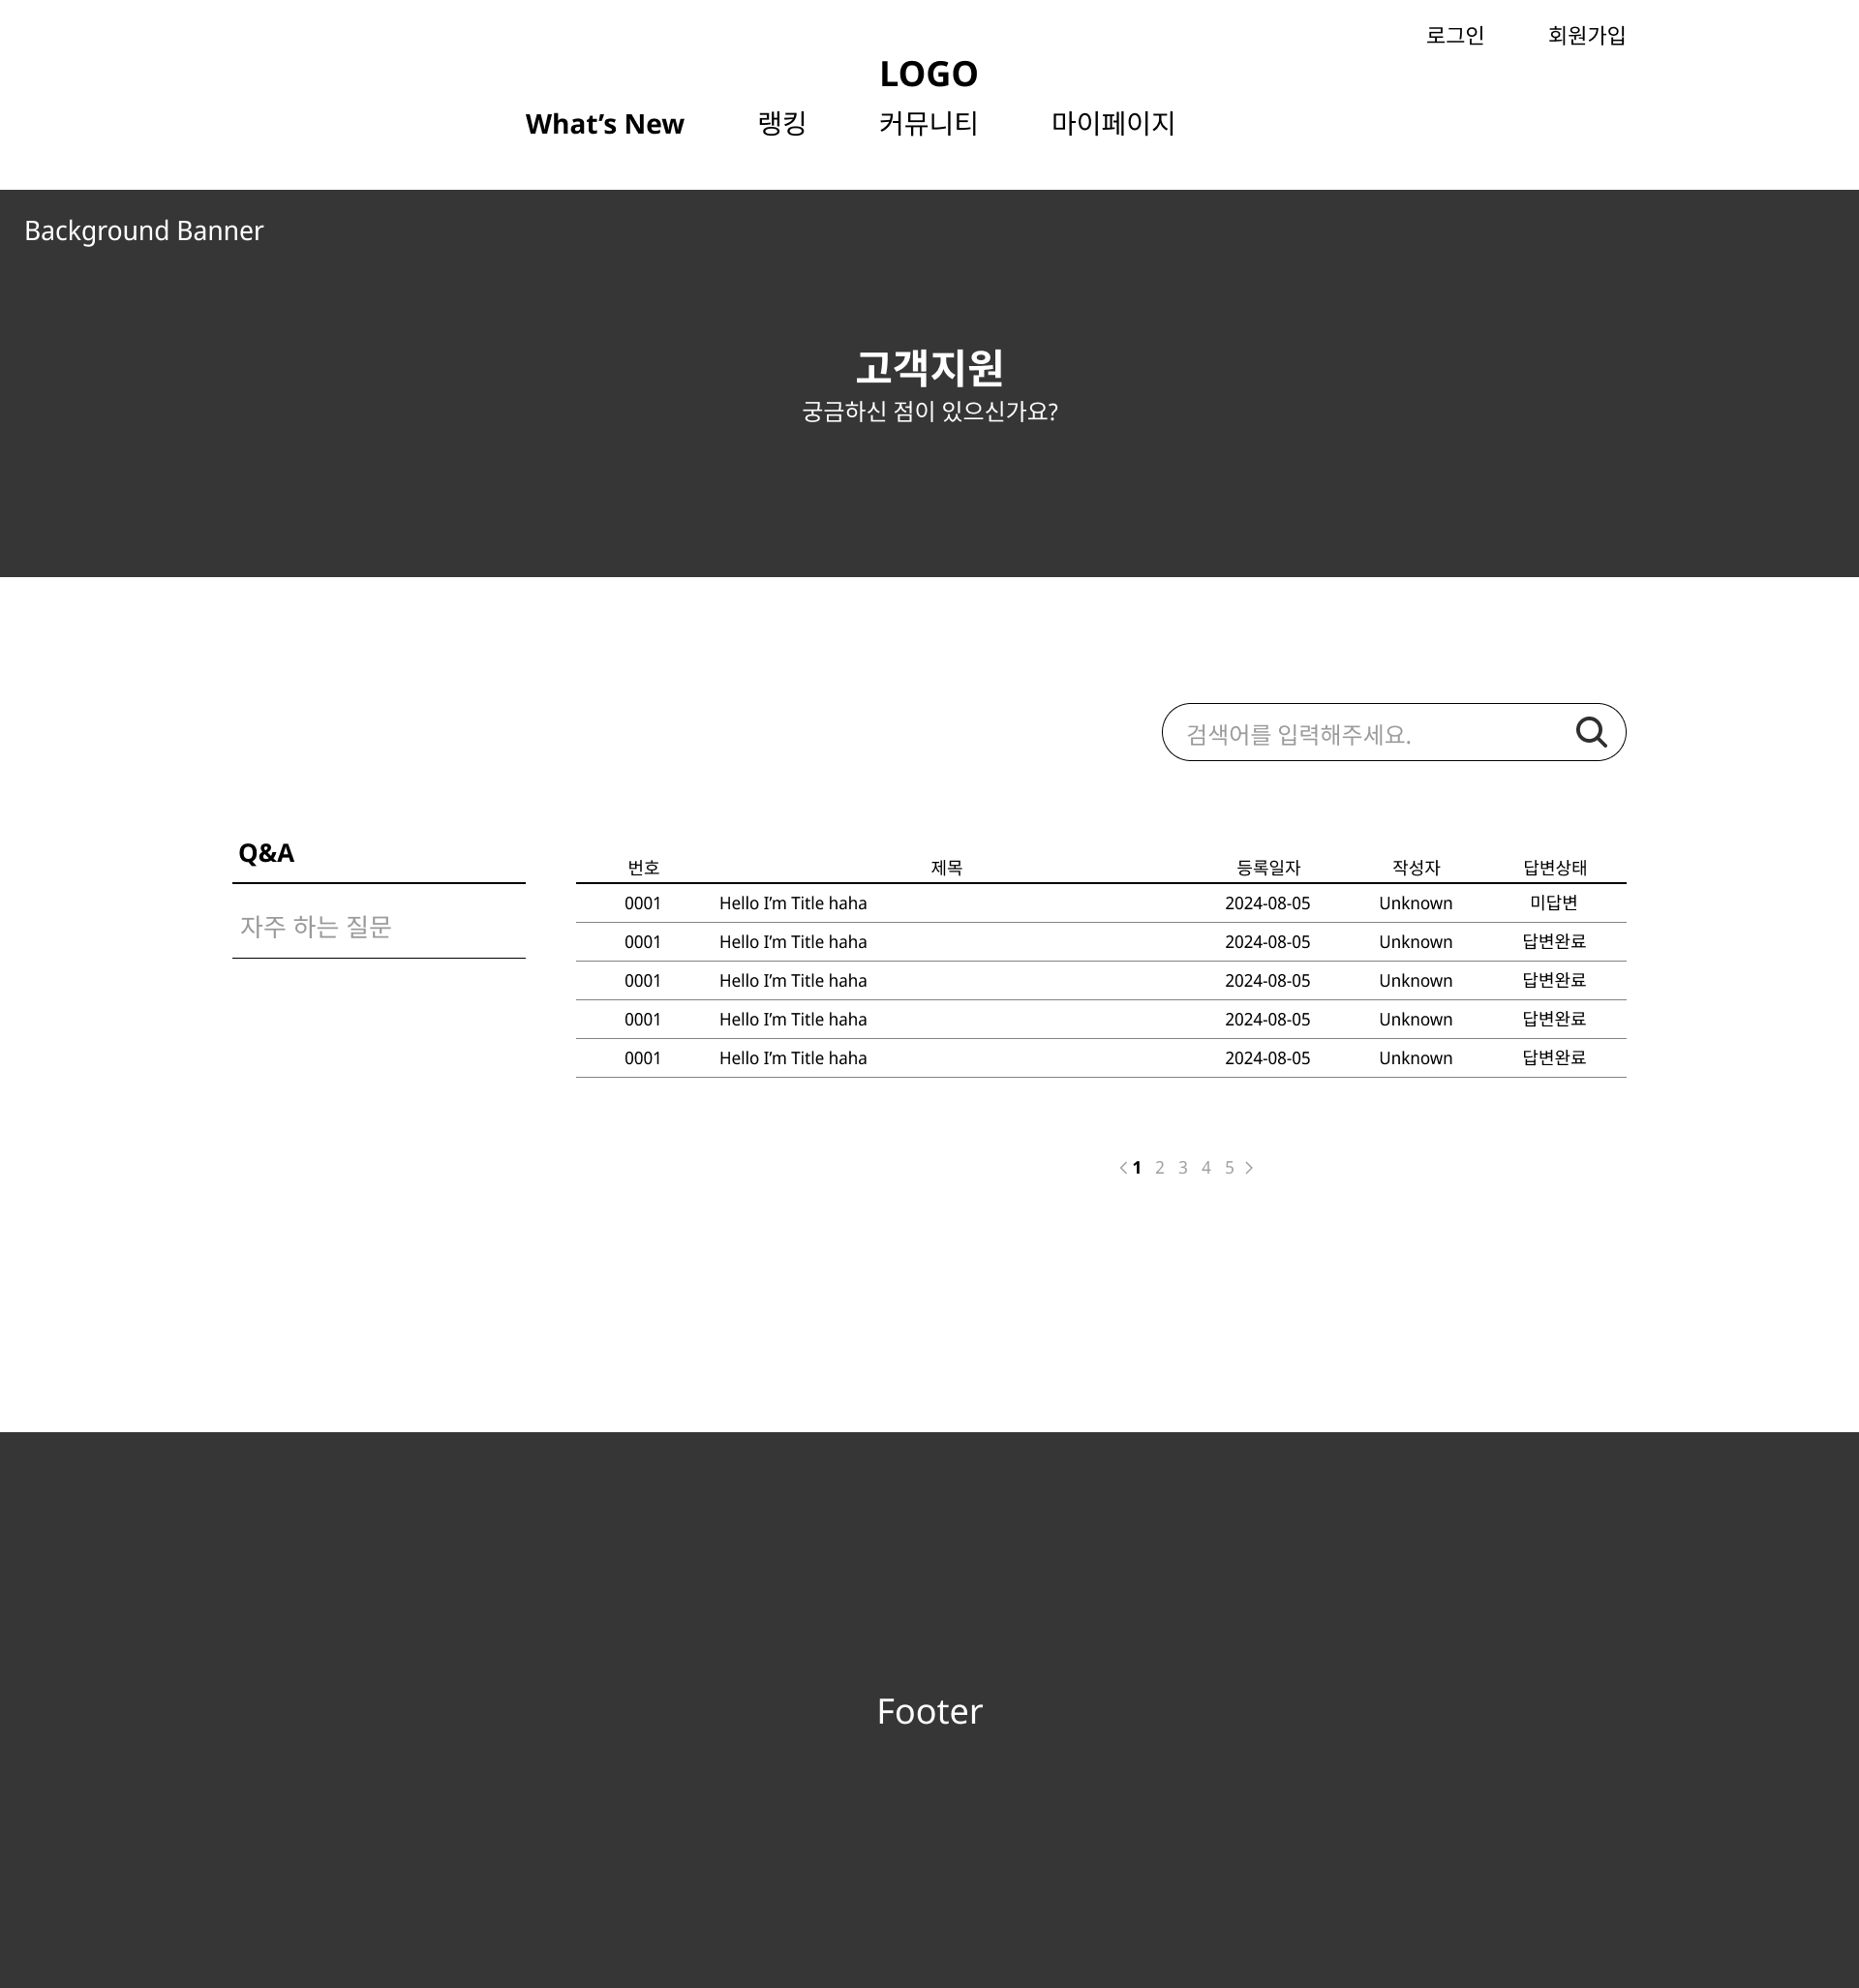 로그인 회원가입
LOGO
What’s New 랭킹 커뮤니티 마이페이지
Background Banner
고객지원
궁금하신 점이 있으신가요?
검색어를 입력해주세요.
Q&A
자주 하는 질문
번호 제목 등록일자 작성자 답변상태
0001 Hello I’m Title haha 2024-08-05 Unknown 미답변
0001 Hello I’m Title haha 2024-08-05 Unknown 답변완료
0001 Hello I’m Title haha 2024-08-05 Unknown 답변완료
0001 Hello I’m Title haha 2024-08-05 Unknown 답변완료
0001 Hello I’m Title haha 2024-08-05 Unknown 답변완료
1 2 3 4 5
Footer